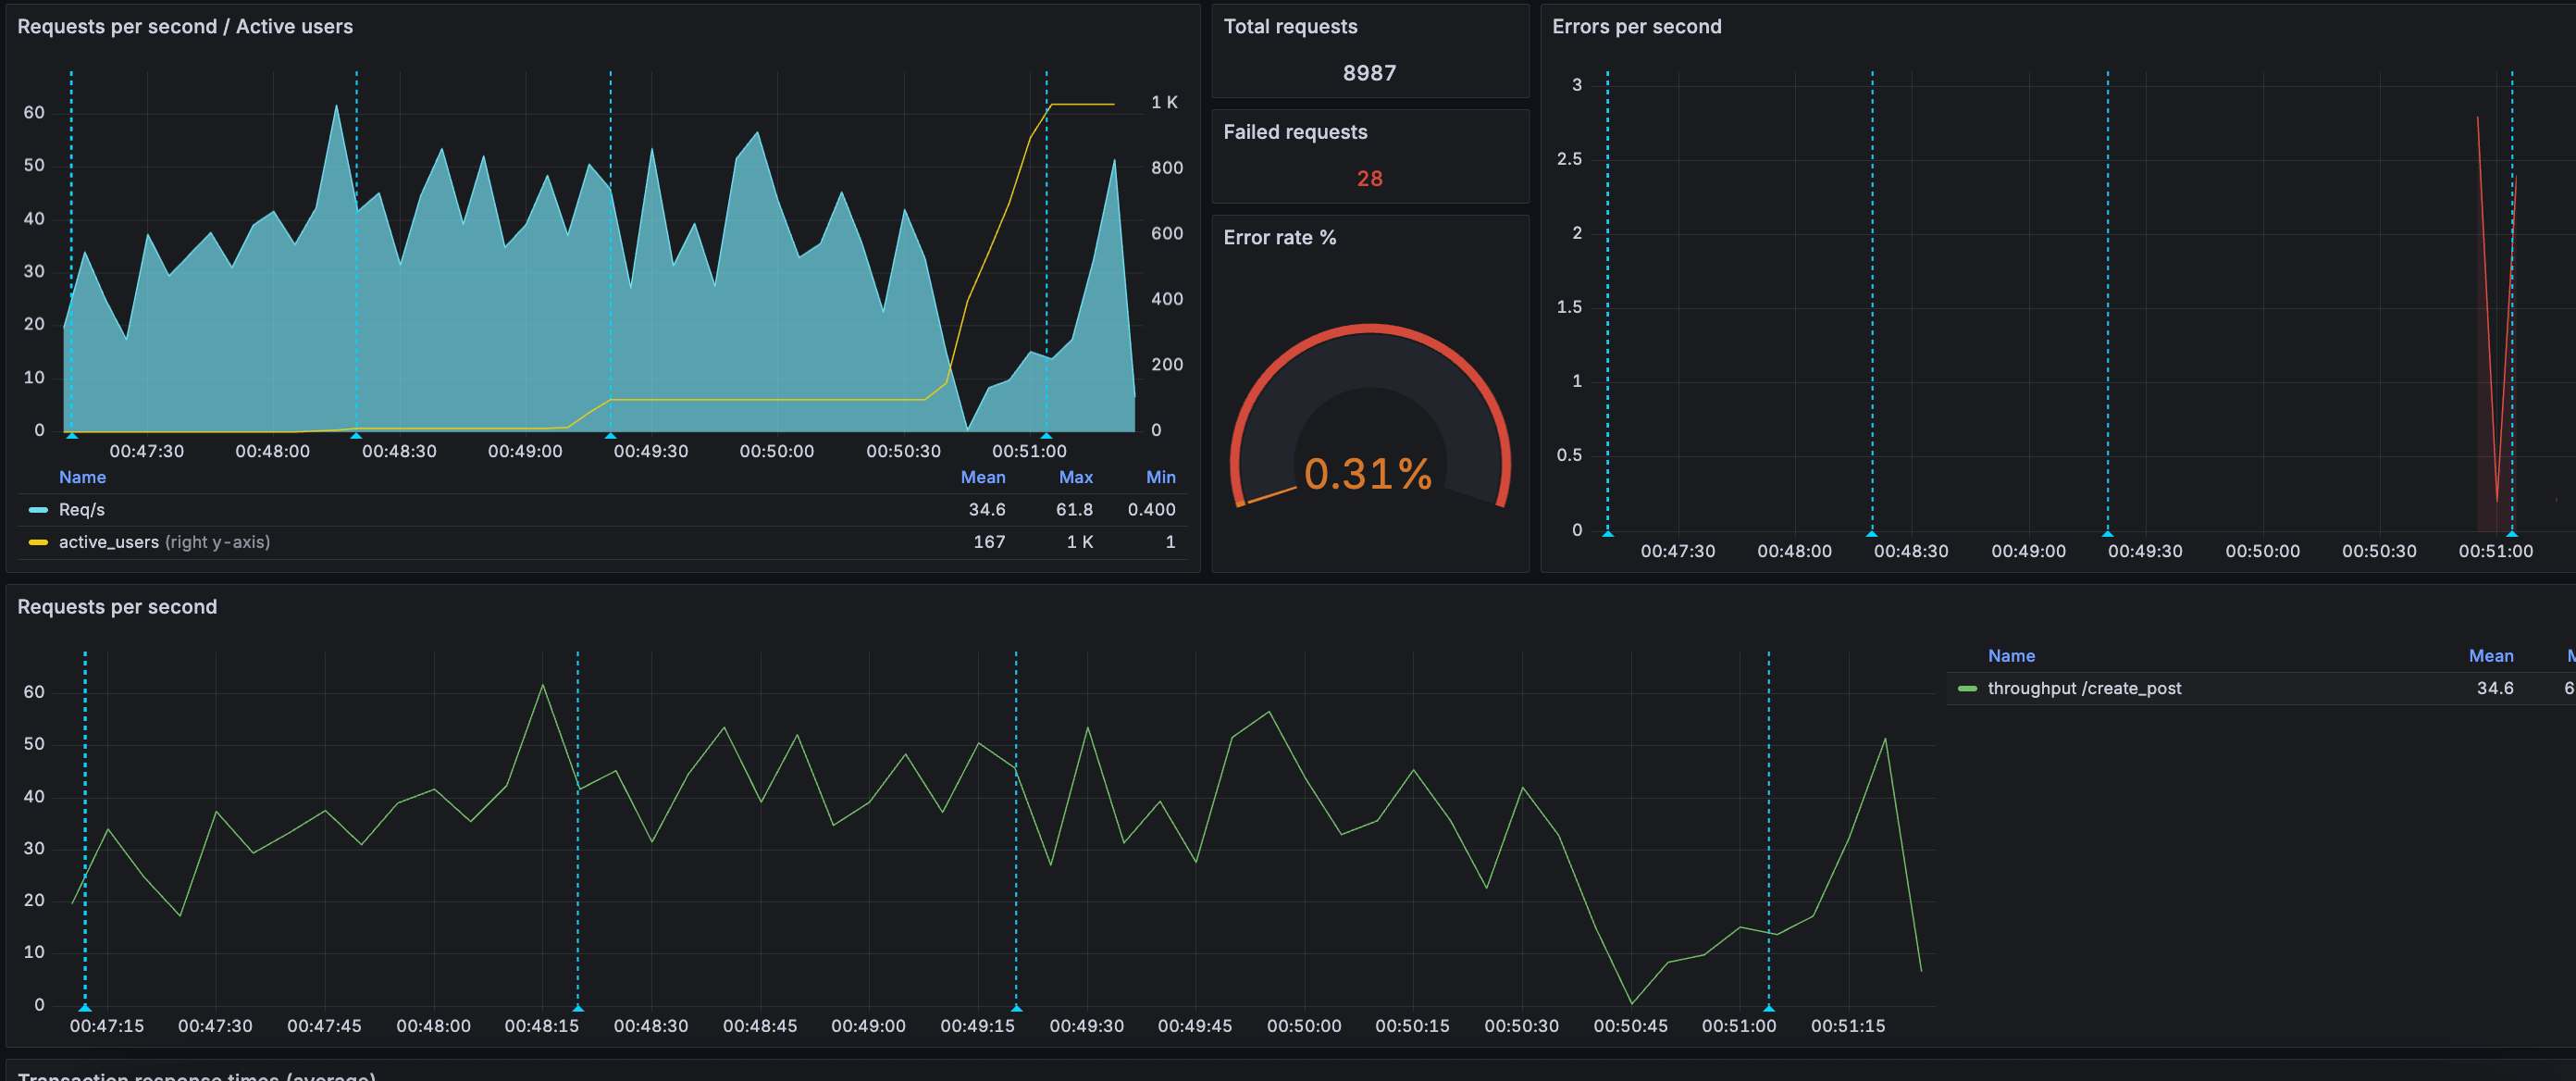 Requests per second / Active users
60
50
40
30
20
10
0
1 K
800
600
400
200
0
00:47:30 00:48:00 00:48:30 00:49:00 00:49:30 00:50:00 00:50:30 00:51:00
Name Mean Max Min
Req/s 34.6 61.8 0.400
active_users (right y-axis) 167 1 K 1
Total requests
8987
Failed requests
28
Error rate %
0.31%
Errors per second
3
2.5
2
1.5
1
0.5
0
00:47:30 00:48:00 00:48:30 00:49:00 00:49:30 00:50:00 00:50:30 00:51:00
Requests per second
60
50
40
30
20
10
0
00:47:15 00:47:30 00:47:45 00:48:00 00:48:15 00:48:30 00:48:45 00:49:00 00:49:15 00:49:30 00:49:45 00:50:00 00:50:15 00:50:30 00:50:45 00:51:00 00:51:15
Name Mean
throughput /create_post 34.6
Transaction response times (average)